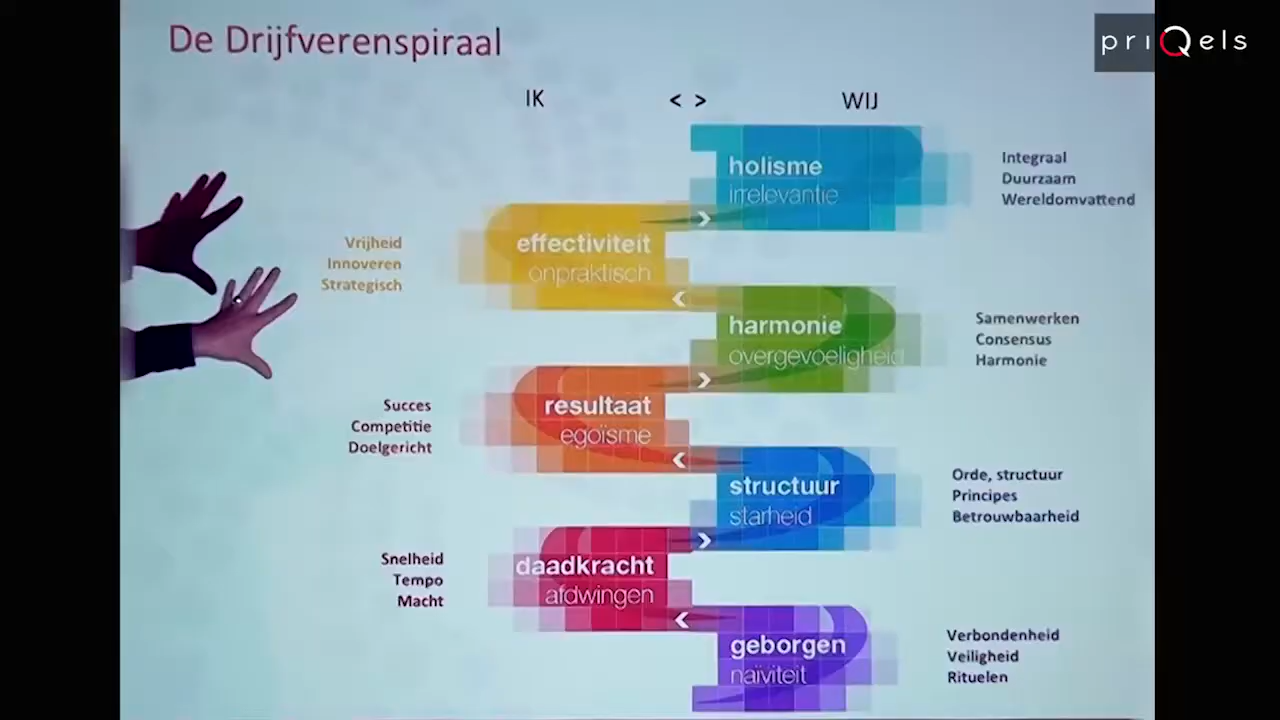 De Drijfverenspiraal
priQels
IK
< >
WIJ
holisme
irrelevantie
Integraal
Duurzaam
Wereldomvattend
Vrijheid
Innoveren
Strategisch
effectiviteit
onpraktisch
harmonie
overgevoeligheid
Samenwerken
Consensus
Harmonie
Succes
Competitie
Doelgericht
resultaat
egoïsme
structuur
starheid
Orde, structuur
Principes
Betrouwbaarheid
Snelheid
Tempo
Macht
daadkracht
afdwingen
geborgen
naïviteit
Verbondenheid
Veiligheid
Rituelen